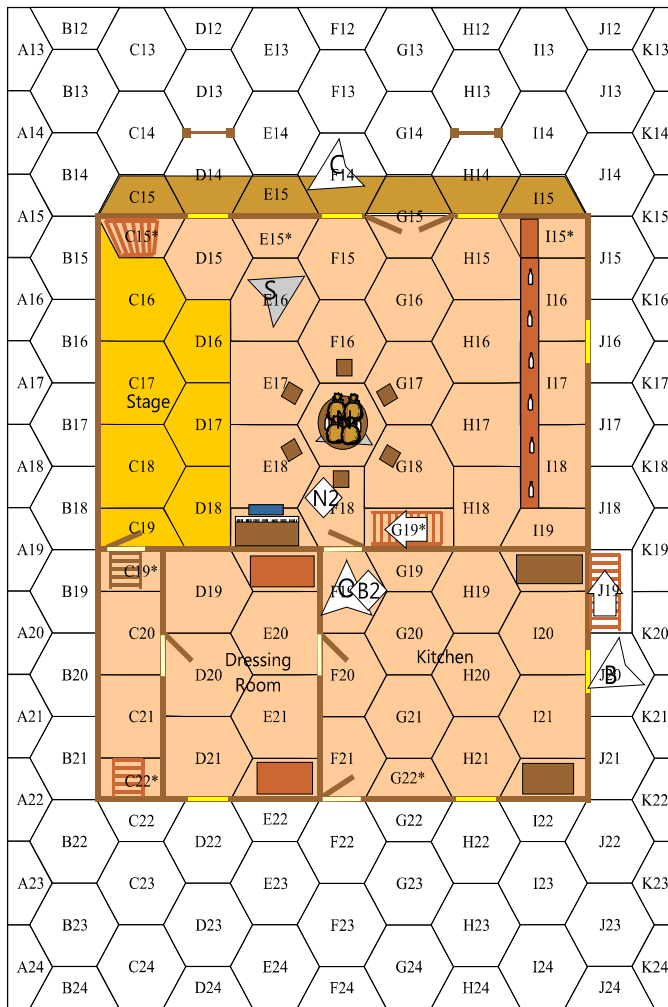 B12 D12 F12 H12 J12
A13 C13 E13 G13 I13 K13
B13 D13 F13 H13 J13
A14 C14 E14 G14 I14 K14
C
B14 D14 F14 H14 J14
C15 E15 I15
A15 G15 K15
C15* E15* I15*
B15 D15 F15 H15 J15
S
A16 C16 E16 G16 I16 K16
B16 D16 F16 H16 J16
A17 C17 E17 G17 I17 K17
Stage
B17 D17 H17 J17
A18 C18 E18 G18 I18 K18
N2
B18 D18 F18 H18 J18
C19 G19* I19
A19 K19
C19* G19
B19 D19 C B2 H19 J19
A20 C20 E20 G20 I20 K20
Dressing
Room
Kitchen
B20 D20 F20 H20 J20
B
A21 C21 E21 G21 I21 K21
B21 D21 F21 H21 J21
C22* G22*
A22 K22
C22 E22 G22 I22
B22 D22 F22 H22 J22
A23 C23 E23 G23 I23 K23
B23 D23 F23 H23 J23
A24 C24 E24 G24 I24 K24
B24 D24 F24 H24 J24